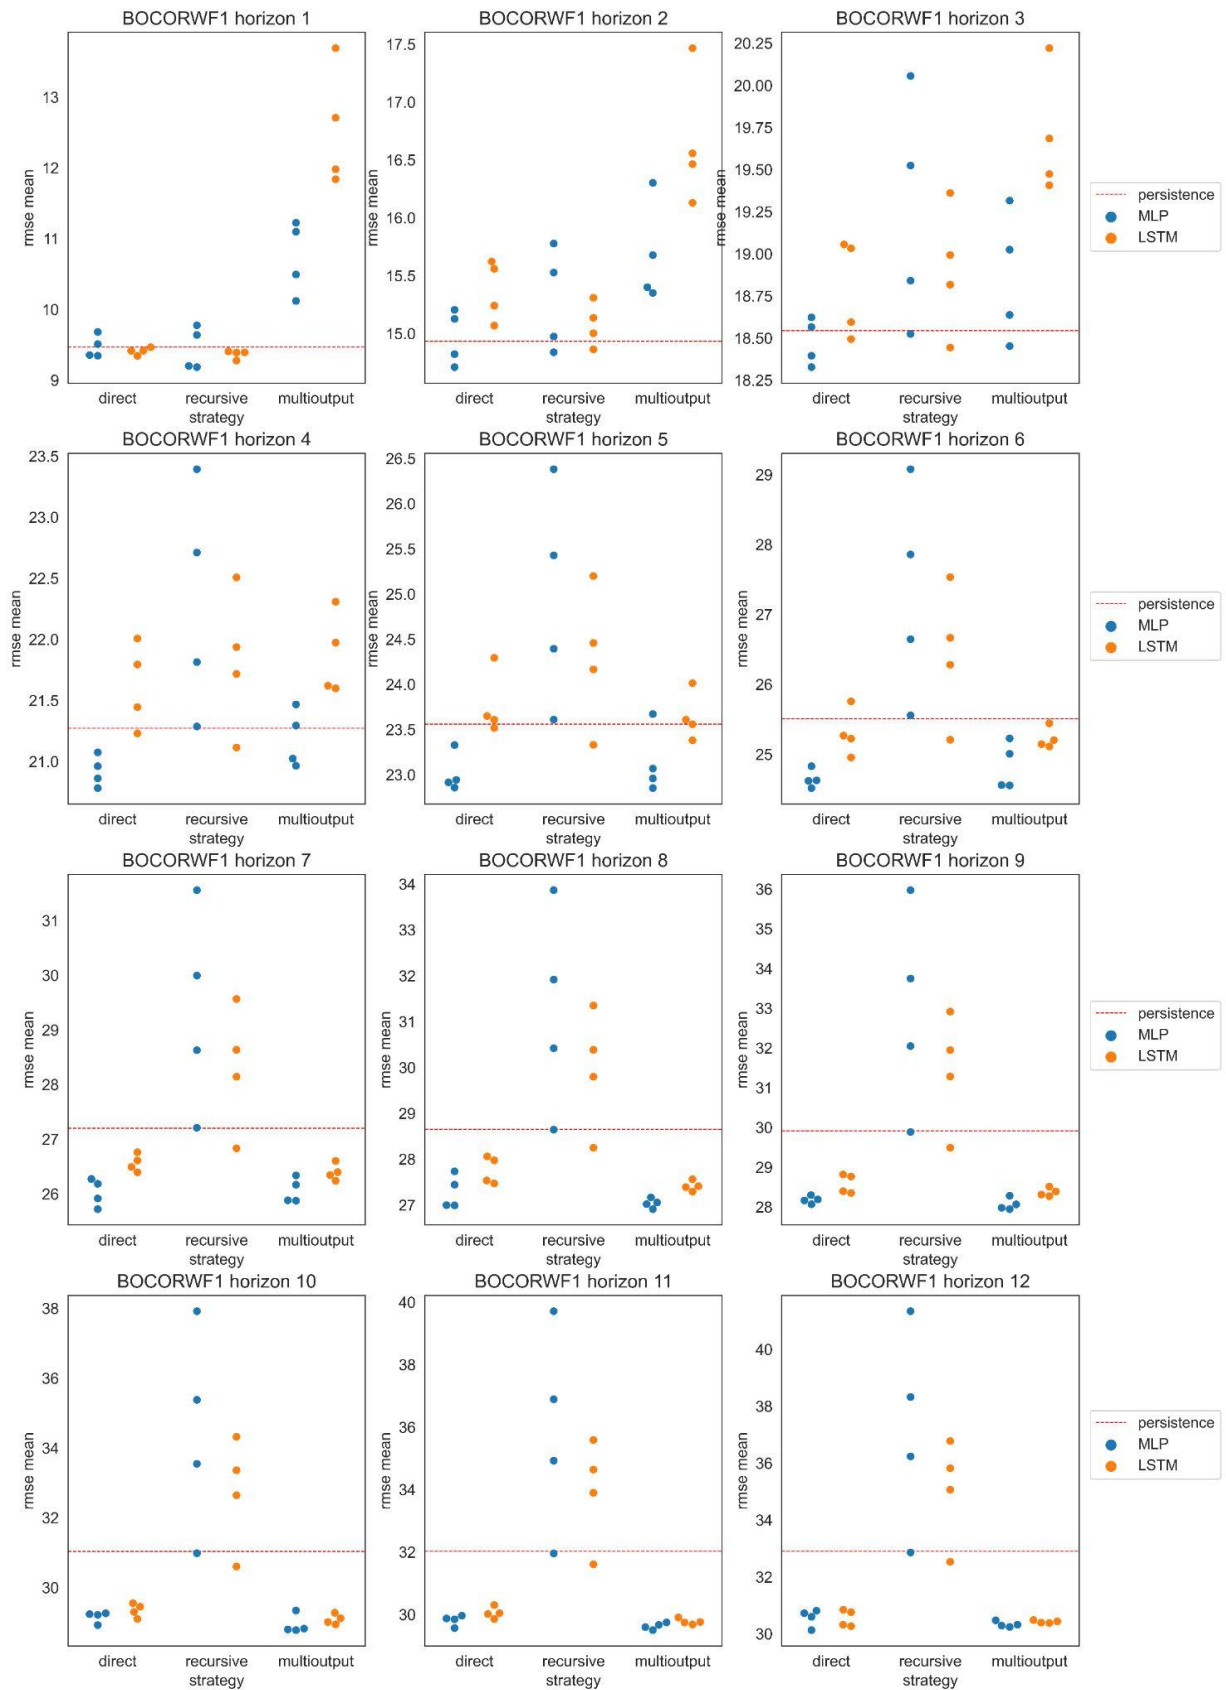 BOCORWF1 horizon 1
BOCORWF1 horizon 2
BOCORWF1 horizon 3
rmse mean
13
12
11
10
9
direct
recursive
multioutput
strategy
rmse mean
17.5
17.0
16.5
16.0
15.5
15.0
direct
recursive
multioutput
strategy
rmse mean
20.25
20.00
19.75
19.50
19.25
19.00
18.75
18.50
18.25
direct
recursive
multioutput
strategy
persistence
MLP
LSTM
BOCORWF1 horizon 4
BOCORWF1 horizon 5
BOCORWF1 horizon 6
rmse mean
23.5
23.0
22.5
22.0
21.5
21.0
direct
recursive
multioutput
strategy
rmse mean
26.5
26.0
25.5
25.0
24.5
24.0
23.5
23.0
direct
recursive
multioutput
strategy
rmse mean
29
28
27
26
25
direct
recursive
multioutput
strategy
persistence
MLP
LSTM
BOCORWF1 horizon 7
BOCORWF1 horizon 8
BOCORWF1 horizon 9
rmse mean
31
30
29
28
27
26
direct
recursive
multioutput
strategy
rmse mean
34
33
32
31
30
29
28
27
direct
recursive
multioutput
strategy
rmse mean
36
35
34
33
32
31
30
29
28
direct
recursive
multioutput
strategy
persistence
MLP
LSTM
BOCORWF1 horizon 10
BOCORWF1 horizon 11
BOCORWF1 horizon 12
rmse mean
38
36
34
32
30
direct
recursive
multioutput
strategy
rmse mean
40
38
36
34
32
30
direct
recursive
multioutput
strategy
rmse mean
40
38
36
34
32
30
direct
recursive
multioutput
strategy
persistence
MLP
LSTM